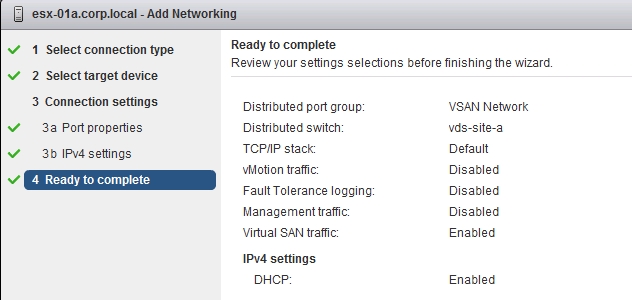 esx-01a.corp.local - Add Networking
1 Select connection type
2 Select target device
3 Connection settings
3a Port properties
3b IPv4 settings
4 Ready to complete
Ready to complete
Review your settings selections before finishing the wizard.
Distributed port group: VSAN Network
Distributed switch: vds-site-a
TCP/IP stack: Default
vMotion traffic: Disabled
Fault Tolerance logging: Disabled
Management traffic: Disabled
Virtual SAN traffic: Enabled
IPv4 settings
DHCP: Enabled